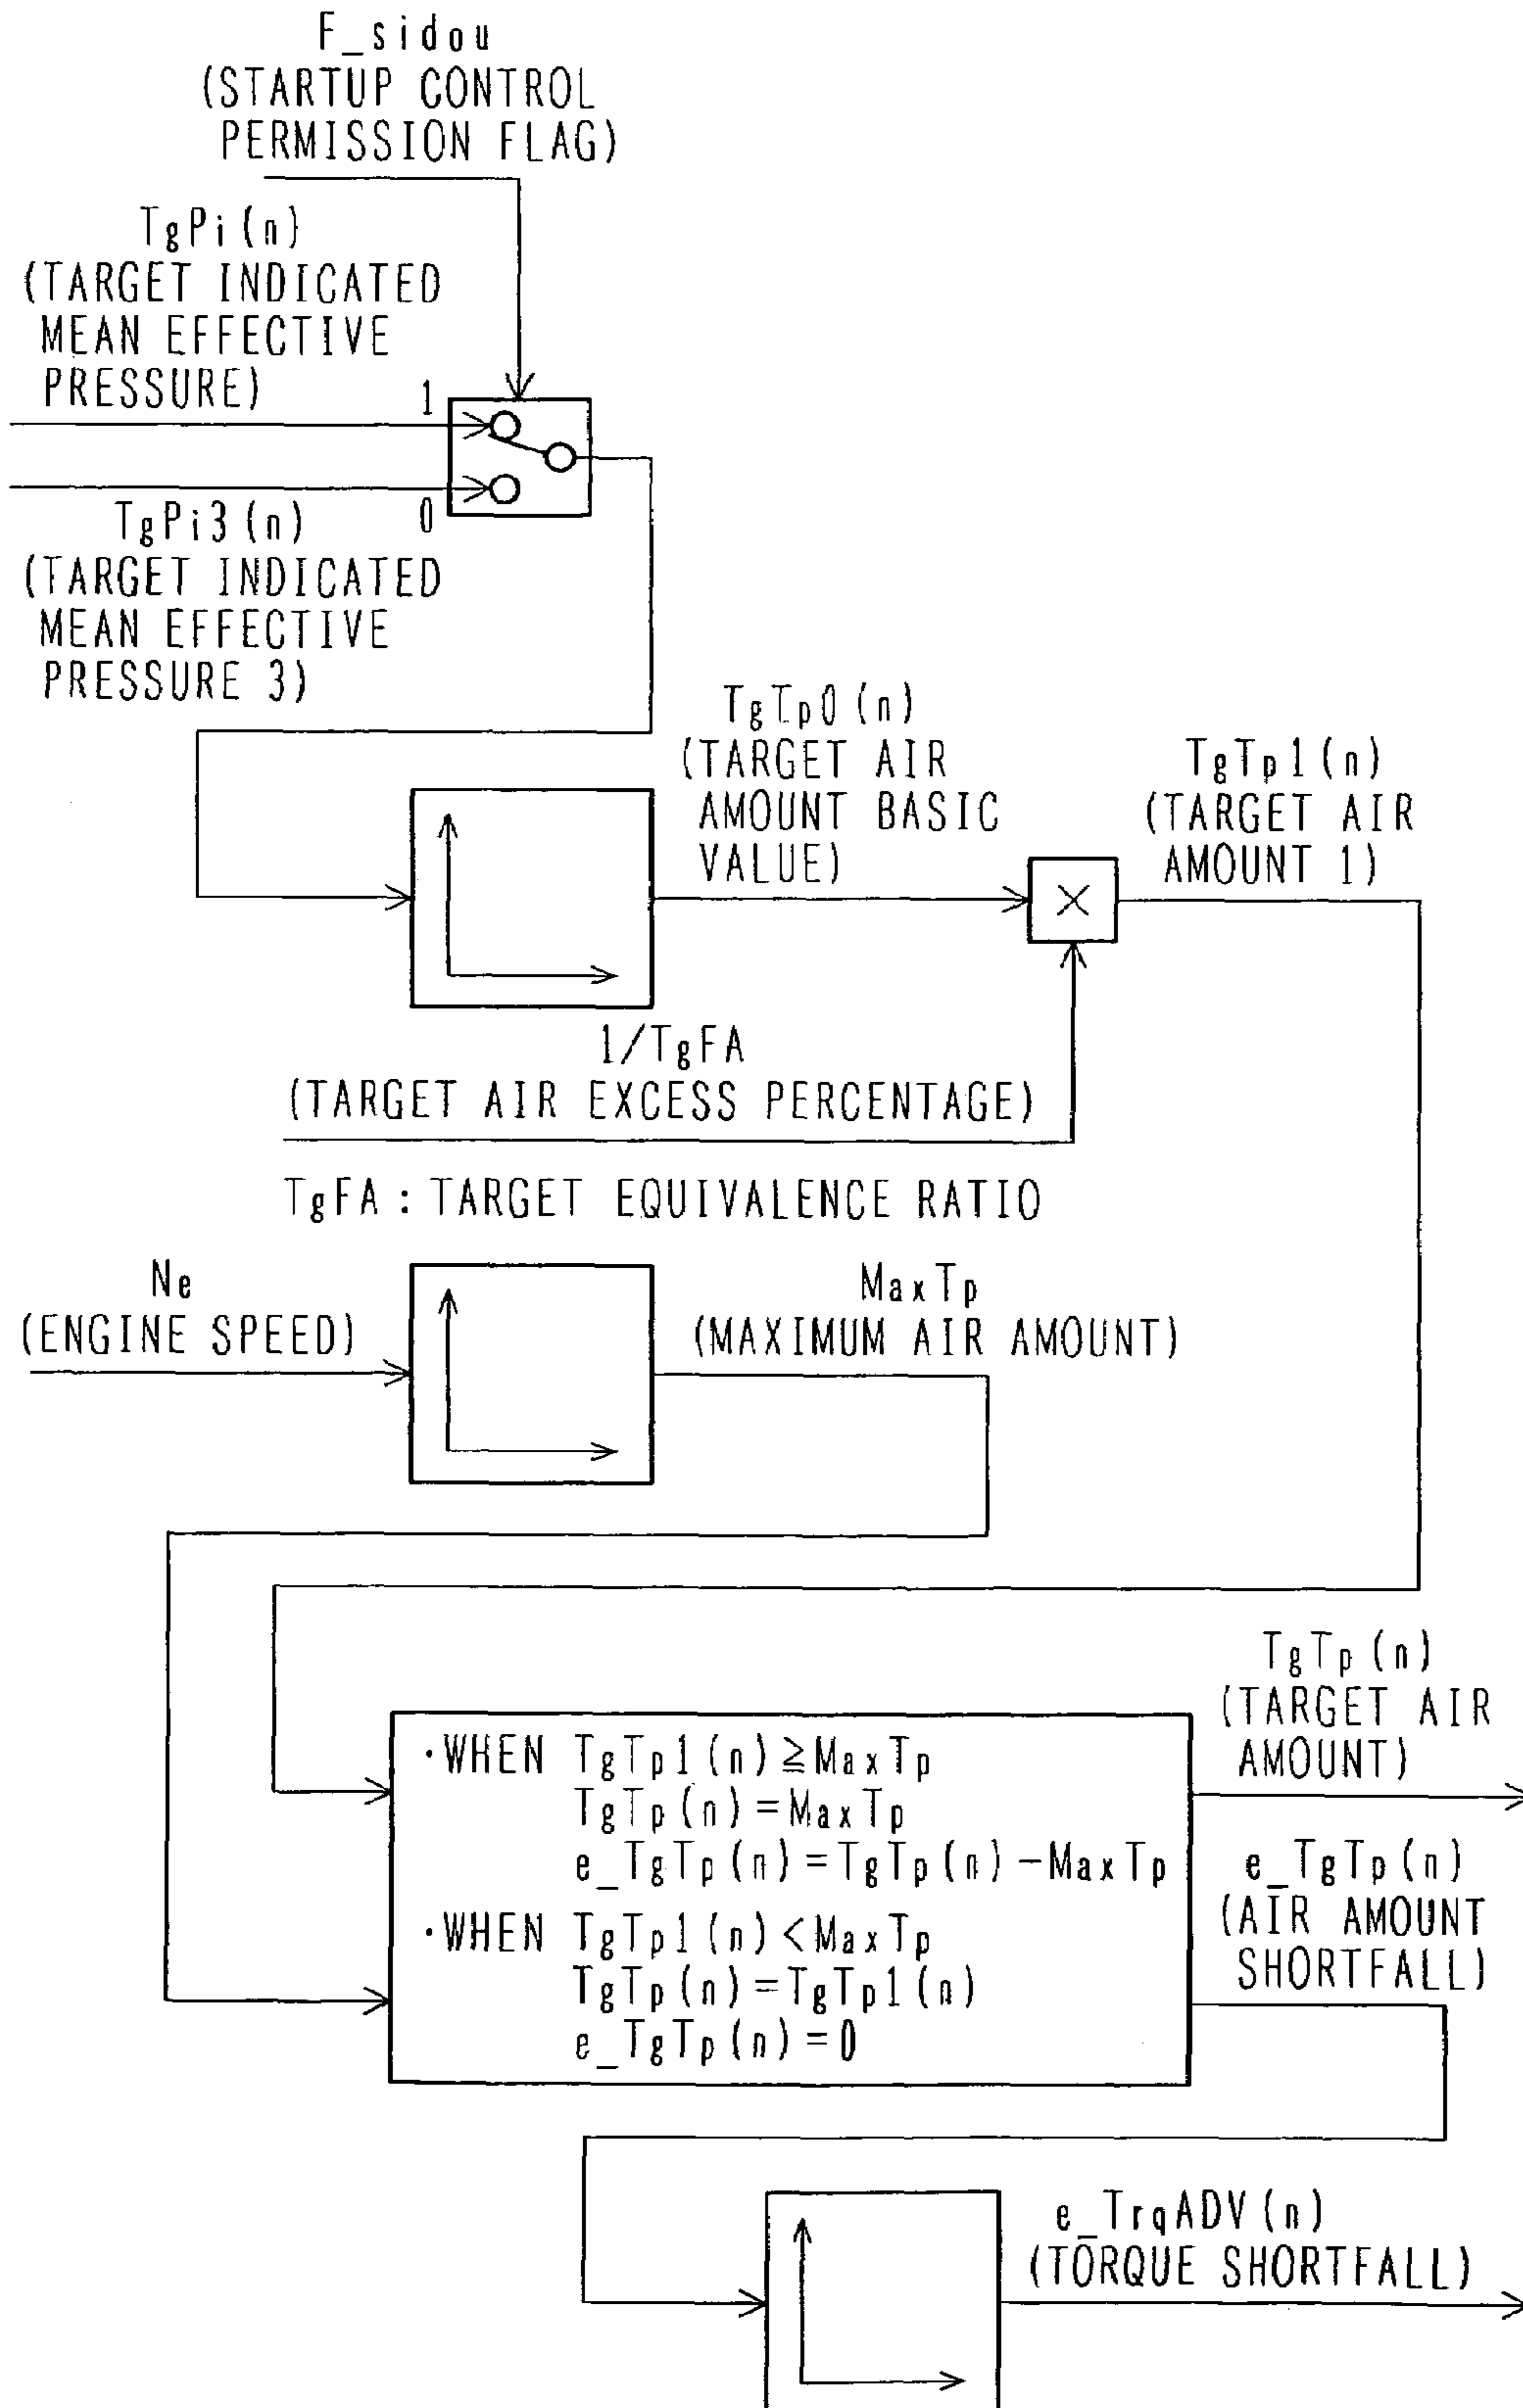 F_sidou
(STARTUP CONTROL
PERMISSION FLAG)
TgPi(n)
(TARGET INDICATED
MEAN EFFECTIVE
PRESSURE)
1
0
TgPi3(n)
(TARGET INDICATED
MEAN EFFECTIVE
PRESSURE 3)
TgTp0(n)
(TARGET AIR
AMOUNT BASIC
VALUE)
TgTp1(n)
(TARGET AIR
AMOUNT 1)
×
1/TgFA
(TARGET AIR EXCESS PERCENTAGE)
TgFA : TARGET EQUIVALENCE RATIO
Ne
(ENGINE SPEED)
MaxTp
(MAXIMUM AIR AMOUNT)
・WHEN TgTp1(n)≧MaxTp
TgTp(n)=MaxTp
e_TgTp(n)=TgTp(n)-MaxTp
・WHEN TgTp1(n)<MaxTp
TgTp(n)=TgTp1(n)
e_TgTp(n)=0
TgTp(n)
(TARGET AIR
AMOUNT)
e_TgTp(n)
(AIR AMOUNT
SHORTFALL)
e_TrqADV(n)
(TORQUE SHORTFALL)